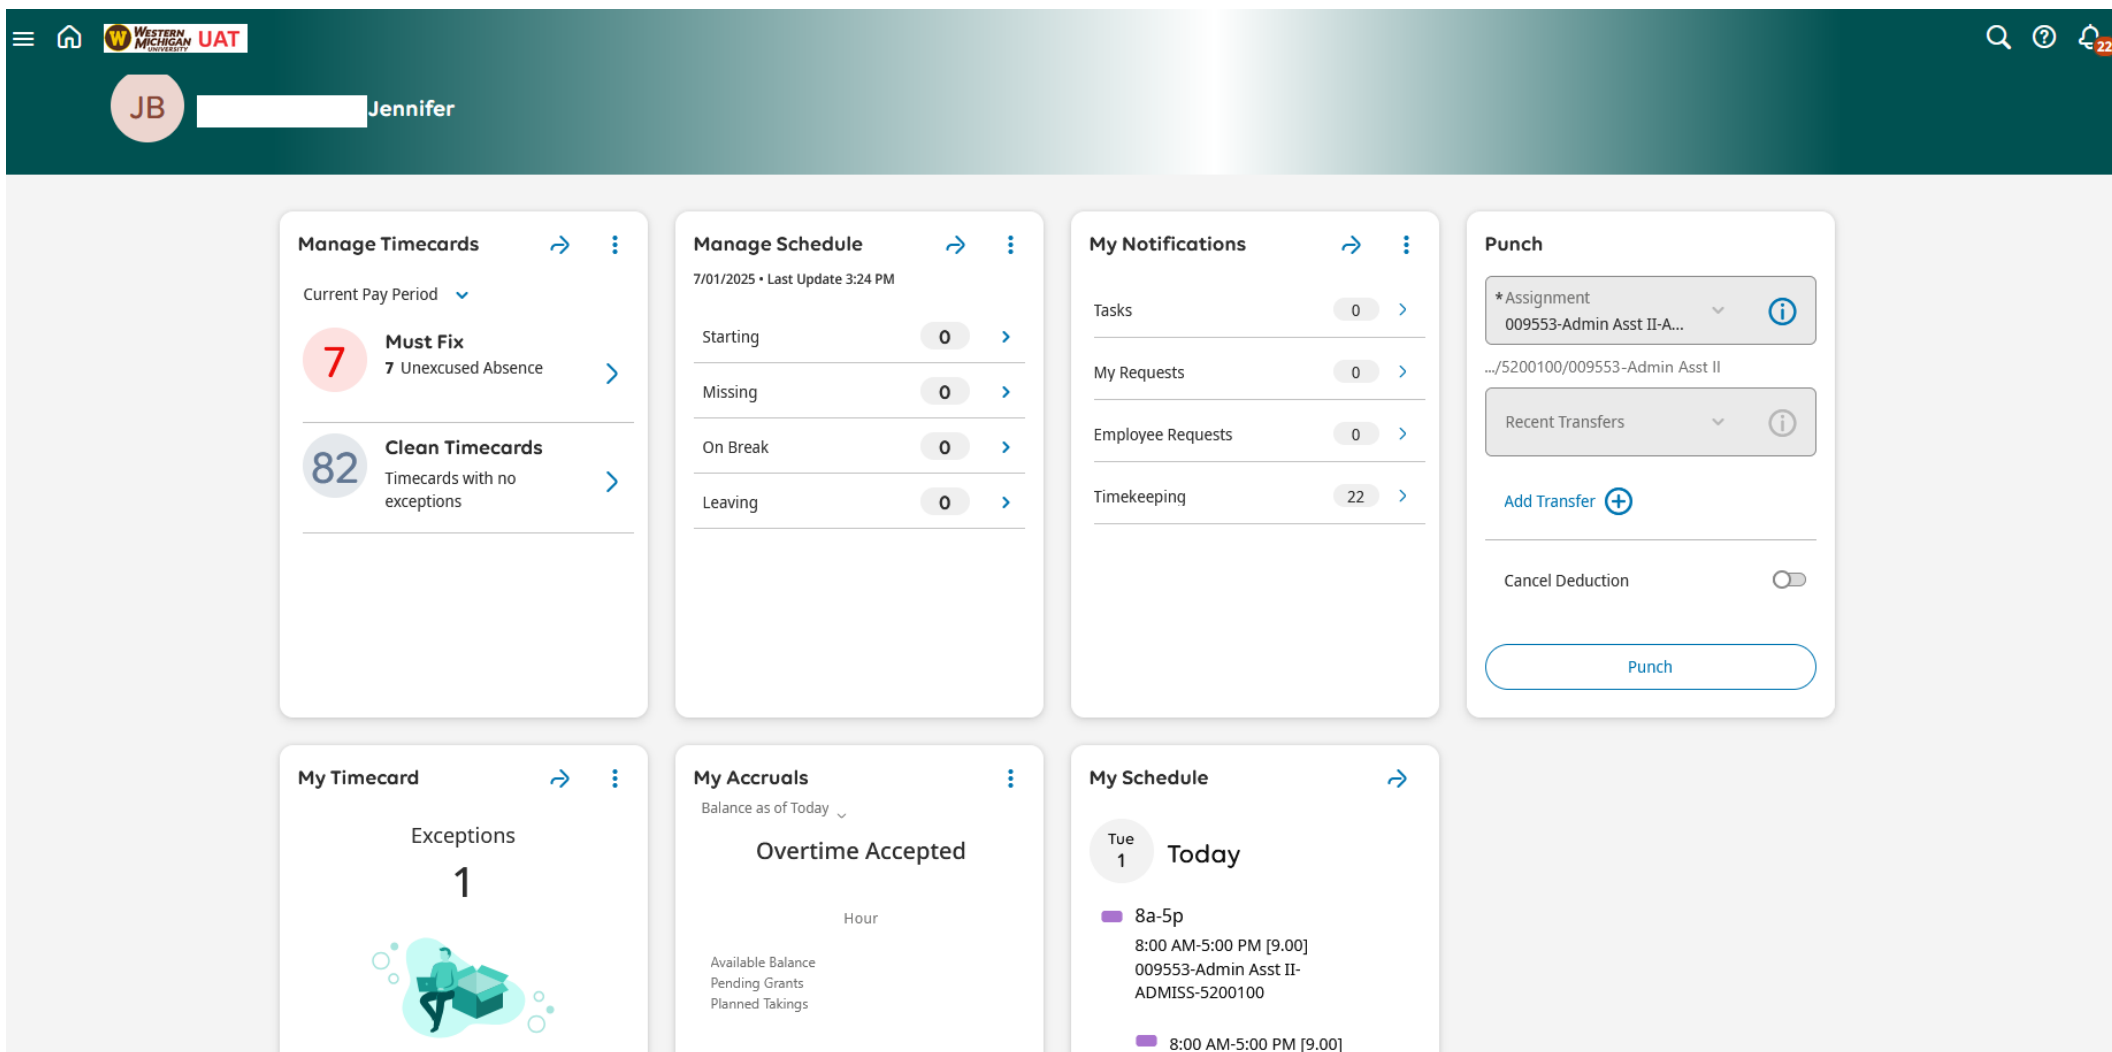 W WESTERN MICHIGAN UNIVERSITY UAT
22
JB
Jennifer
Manage Timecards
Current Pay Period
7
Must Fix
7 Unexcused Absence
82
Clean Timecards
Timecards with no
exceptions
Manage Schedule
7/01/2025 • Last Update 3:24 PM
Starting 0
Missing 0
On Break 0
Leaving 0
My Notifications
Tasks 0
My Requests 0
Employee Requests 0
Timekeeping 22
Punch
*Assignment
009553-Admin Asst II-A...
.../5200100/009553-Admin Asst II
Recent Transfers
Add Transfer
Cancel Deduction
Punch
My Timecard
Exceptions
1
My Accruals
Balance as of Today
Overtime Accepted
Hour
Available Balance
Pending Grants
Planned Takings
My Schedule
Tue
1
Today
8a-5p
8:00 AM-5:00 PM [9.00]
009553-Admin Asst II-
ADMISS-5200100
8:00 AM-5:00 PM [9.00]